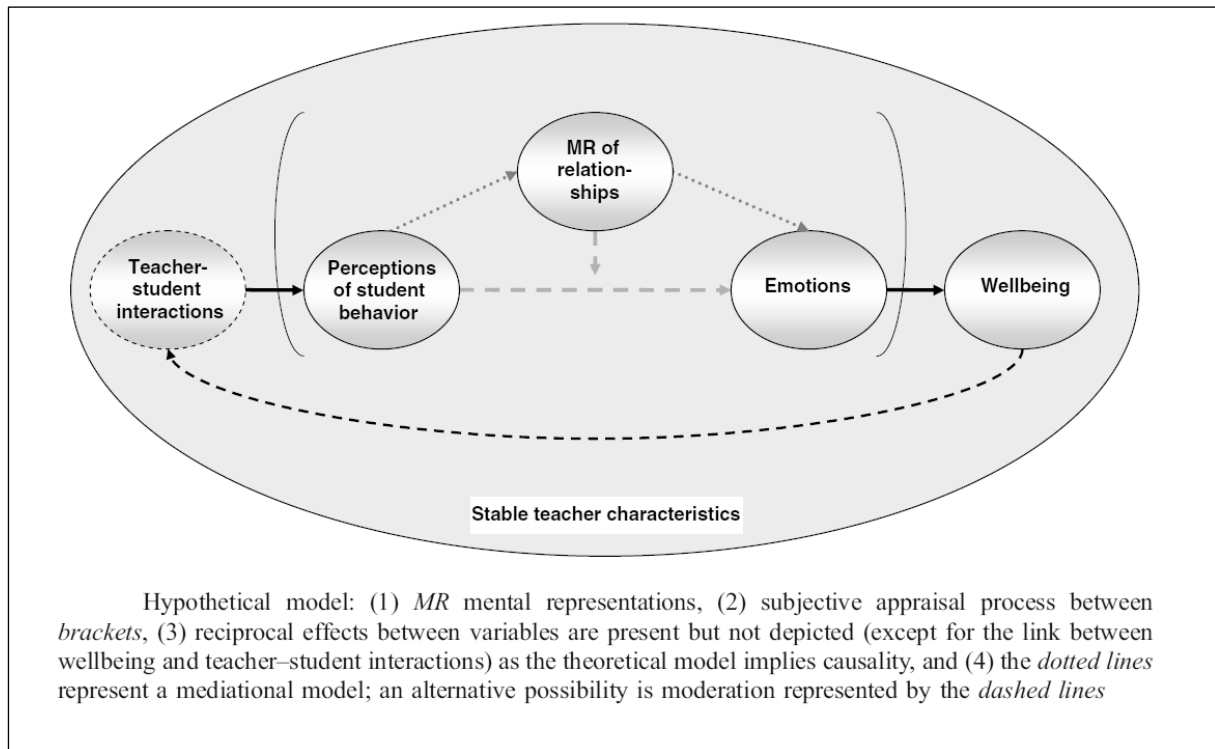 MR of
relation-
ships
Teacher-
student
interactions
Perceptions
of student
behavior
Emotions
Wellbeing
Stable teacher characteristics
Hypothetical model: (1) MR mental representations, (2) subjective appraisal process between
brackets, (3) reciprocal effects between variables are present but not depicted (except for the link between
wellbeing and teacher–student interactions) as the theoretical model implies causality, and (4) the dotted lines
represent a mediational model; an alternative possibility is moderation represented by the dashed lines